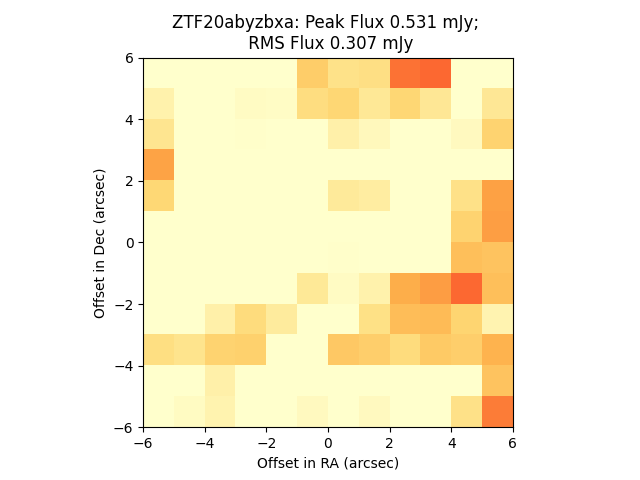 ZTF20abyzbxa: Peak Flux 0.531 mJy;
RMS Flux 0.307 mJy
6
4
2
0
−2
−4
−6
Offset in Dec (arcsec)
−6 −4 −2 0 2 4 6
Offset in RA (arcsec)